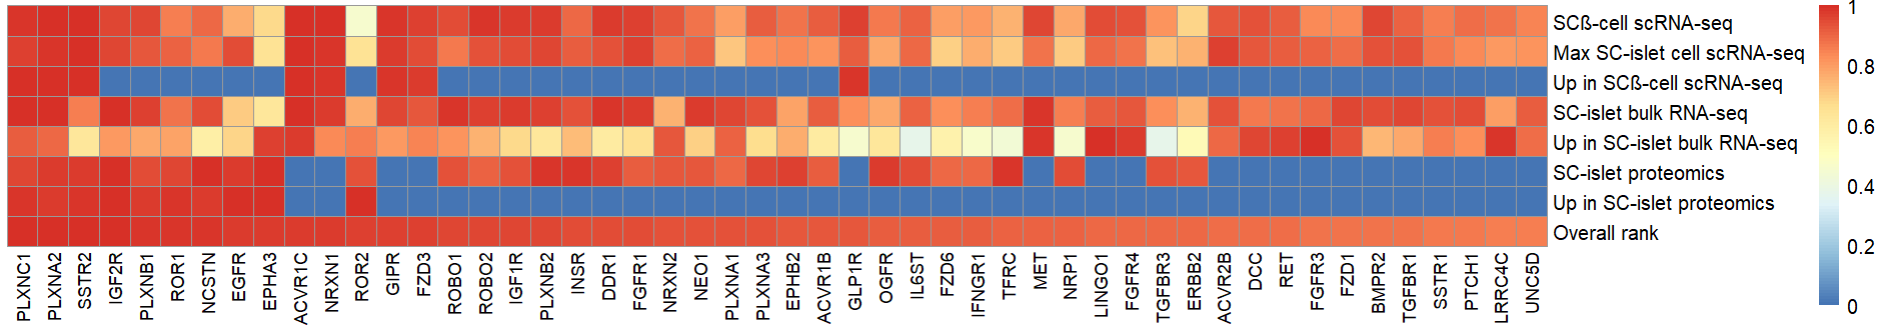 SCß-cell scRNA-seq
Max SC-islet cell scRNA-seq
Up in SCß-cell scRNA-seq
SC-islet bulk RNA-seq
Up in SC-islet bulk RNA-seq
SC-islet proteomics
Up in SC-islet proteomics
Overall rank
1
0.8
0.6
0.4
0.2
0
PLXNC1
PLXNA2
SSTR2
IGF2R
PLXNB1
ROR1
NCSTN
EGFR
EPHA3
ACVR1C
NRXN1
ROR2
GIPR
FZD3
ROBO1
ROBO2
IGF1R
PLXNB2
INSR
DDR1
FGFR1
NRXN2
NEO1
PLXNA1
PLXNA3
EPHB2
ACVR1B
GLP1R
OGFR
IL6ST
FZD6
IFNGR1
TFRC
MET
NRP1
LINGO1
FGFR4
TGFBR3
ERBB2
ACVR2B
DCC
RET
FGFR3
FZD1
BMPR2
TGFBR1
SSTR1
PTCH1
LRRC4C
UNC5D